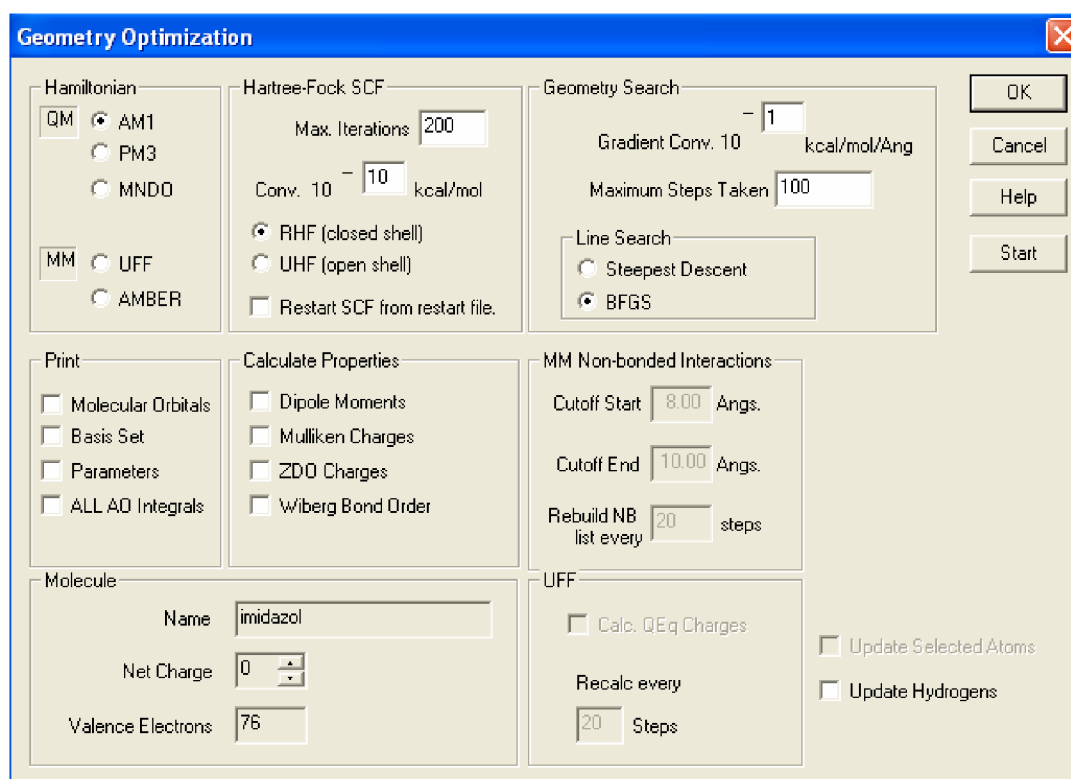 Geometry Optimization
Hamiltonian
QM AM1
PM3
MNDO
MM UFF
AMBER
Hartree-Fock SCF
Max. Iterations 200
Conv. 10 - 10 kcal/mol
RHF (closed shell)
UHF (open shell)
Restart SCF from restart file.
Geometry Search
Gradient Conv. 10 - 1 kcal/mol/Ang
Maximum Steps Taken 100
Line Search
Steepest Descent
BFGS
OK
Cancel
Help
Start
Print
Molecular Orbitals
Basis Set
Parameters
ALL AO Integrals
Calculate Properties
Dipole Moments
Mulliken Charges
ZDO Charges
Wiberg Bond Order
MM Non-bonded Interactions
Cutoff Start 8.00 Angs.
Cutoff End 10.00 Angs.
Rebuild NB
list every 20 steps
Molecule
Name imidazol
Net Charge 0
Valence Electrons 76
UFF
Calc. QEq Charges
Recalc every
20 Steps
Update Selected Atoms
Update Hydrogens